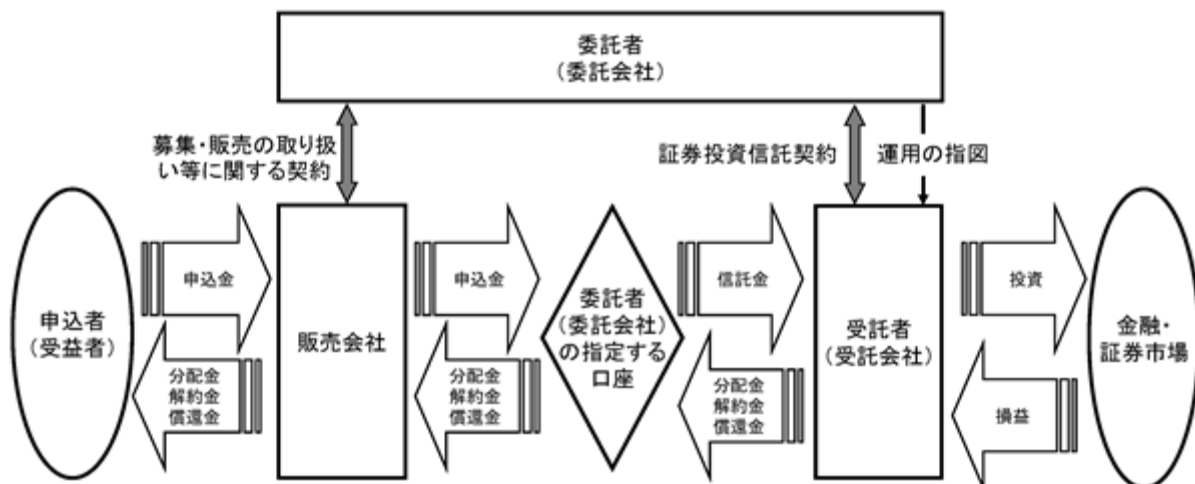 委託者
(委託会社)
募集・販売の取り扱
い等に関する契約
証券投資信託契約
運用の指図
申込者
(受益者)
申込金
分配金
解約金
償還金
販売会社
申込金
分配金
解約金
償還金
委託者
(委託会社)
の指定する
口座
信託金
分配金
解約金
償還金
受託者
(受託会社)
投資
損益
金融・
証券市場